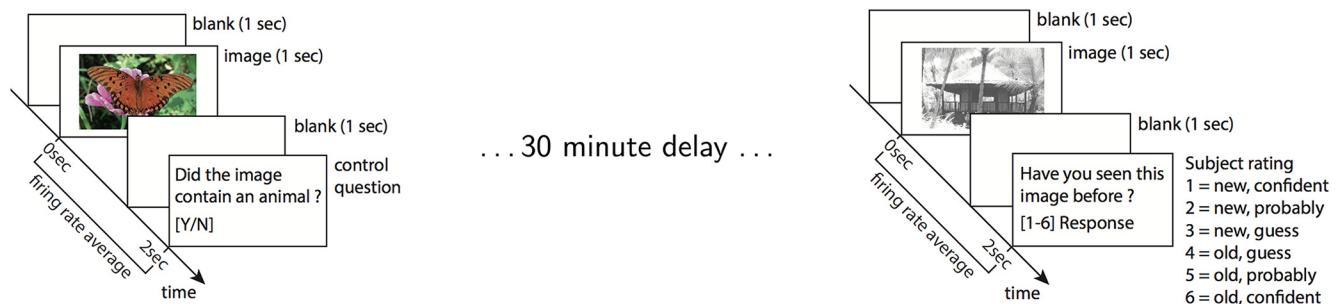 blank (1 sec)
image (1 sec)
blank (1 sec)
control
question
Did the image
contain an animal ?
[Y/N]
0sec
firing rate average
2sec
time
... 30 minute delay ...
blank (1 sec)
image (1 sec)
blank (1 sec)
Have you seen this
image before ?
[1-6] Response
0sec
firing rate average
2sec
time
Subject rating
1 = new, confident
2 = new, probably
3 = new, guess
4 = old, guess
5 = old, probably
6 = old, confident